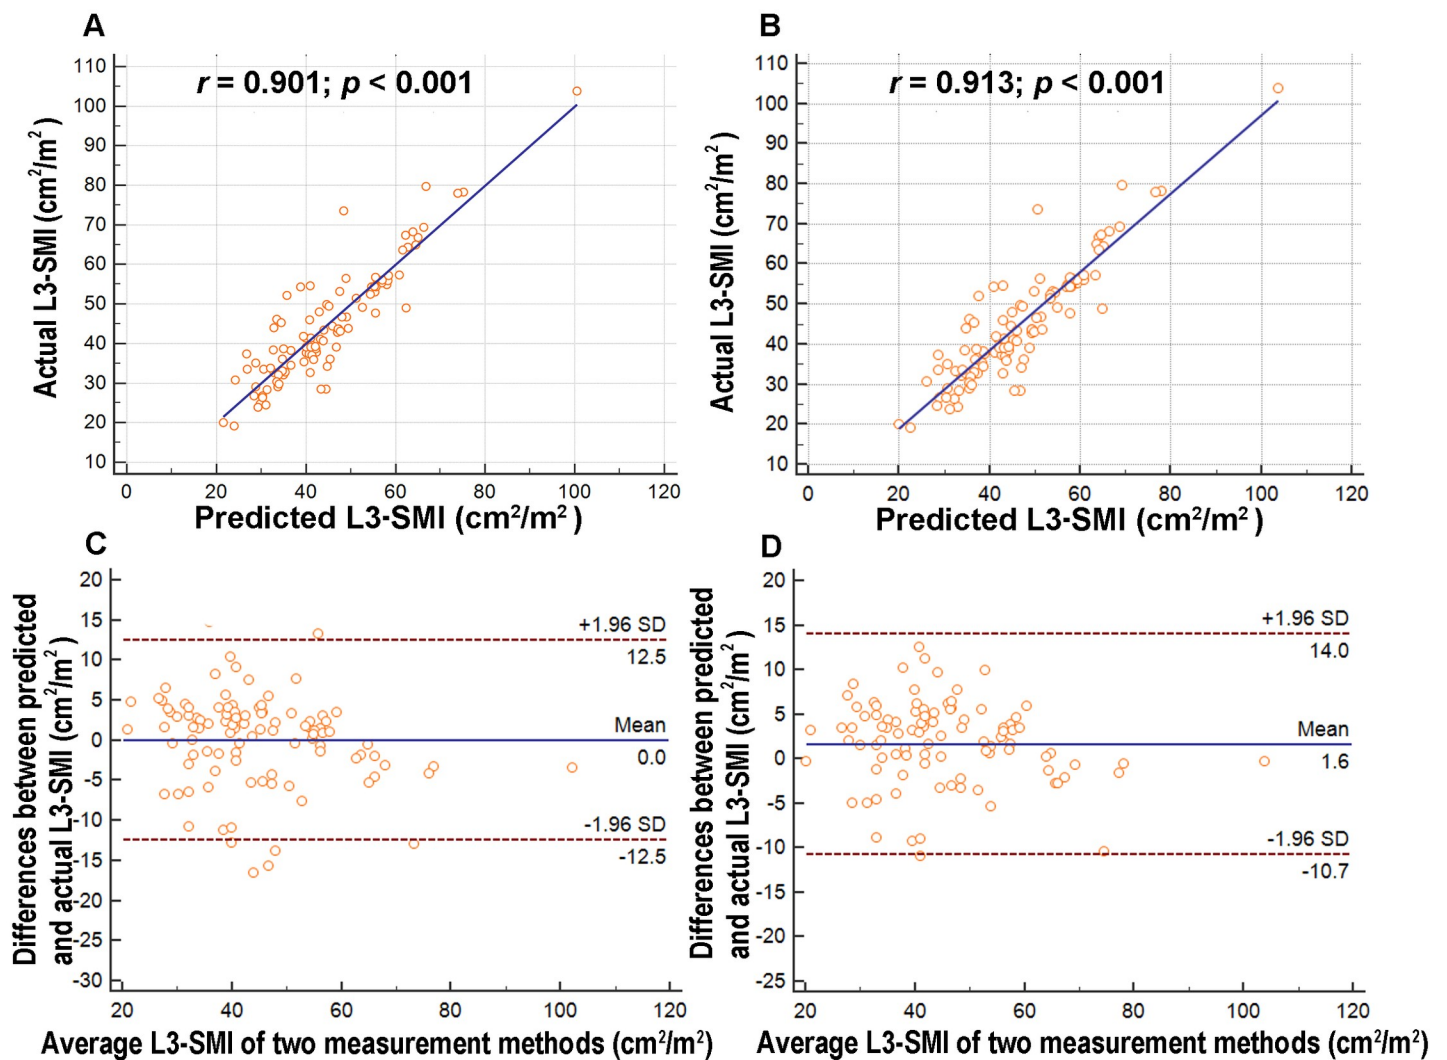 A
r = 0.901; p < 0.001
Actual L3-SMI (cm²/m²)
110
100
90
80
70
60
50
40
30
20
10
0 20 40 60 80 100 120
Predicted L3-SMI (cm²/m²)
B
r = 0.913; p < 0.001
Actual L3-SMI (cm²/m²)
110
100
90
80
70
60
50
40
30
20
10
0 20 40 60 80 100 120
Predicted L3-SMI (cm²/m²)
C
Differences between predicted
and actual L3-SMI (cm²/m²)
20
15
10
5
0
-5
-10
-15
-20
-25
-30
+1.96 SD
12.5
Mean
0.0
-1.96 SD
-12.5
20 40 60 80 100 120
Average L3-SMI of two measurement methods (cm²/m²)
D
Differences between predicted
and actual L3-SMI (cm²/m²)
20
15
10
5
0
-5
-10
-15
-20
-25
+1.96 SD
14.0
Mean
1.6
-1.96 SD
-10.7
20 40 60 80 100 120
Average L3-SMI of two measurement methods (cm²/m²)